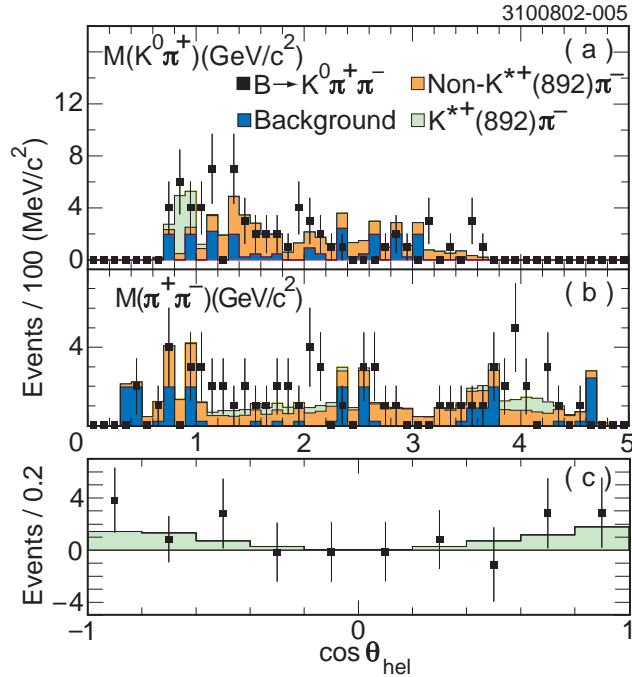 3100802-005
M(K⁰π⁺)(GeV/c²)
( a )
B→K⁰π⁺π⁻
Non-K*⁺(892)π⁻
Background
K*⁺(892)π⁻
12
8
4
0
Events / 100 (MeV/c²)
M(π⁺π⁻)(GeV/c²)
( b )
4
0
1
2
3
4
5
( c )
Events / 0.2
4
0
−4
−1
0
1
cos θhel